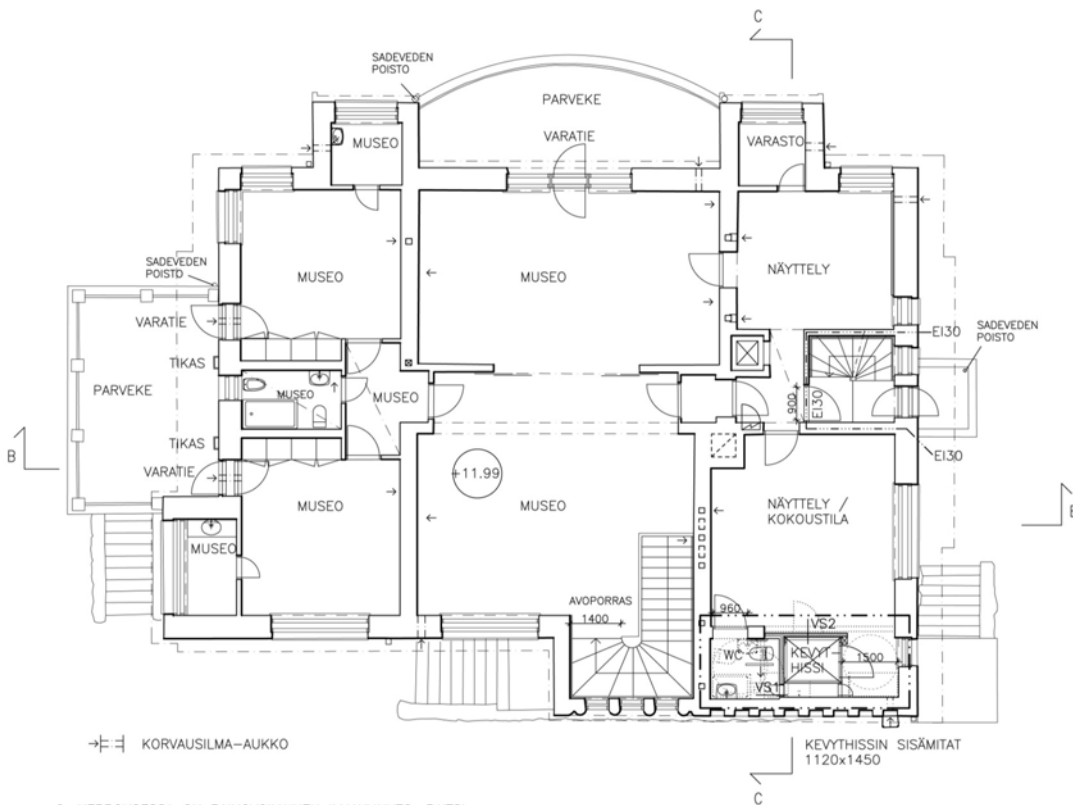 C
SADEVEDEN
POISTO
PARVEKE
VARATIE
MUSEO
VARASTO
SADEVEDEN
POISTO
MUSEO
MUSEO
NÄYTTELY
VARATIE
EI30
SADEVEDEN
POISTO
TIKAS
PARVEKE
MUSEO
MUSEO
900
EI30
TIKAS
B
VARATIE
EI30
+11.99
MUSEO
MUSEO
NÄYTTELY /
KOKOUSTILA
B
MUSEO
AVOPORRAS
1400
960
VS2
WC
KEVYT-
HISSI
1500
VS1
KORVAUSILMA-AUKKO
KEVYTHISSIN SISÄMITAT
1120x1450
C